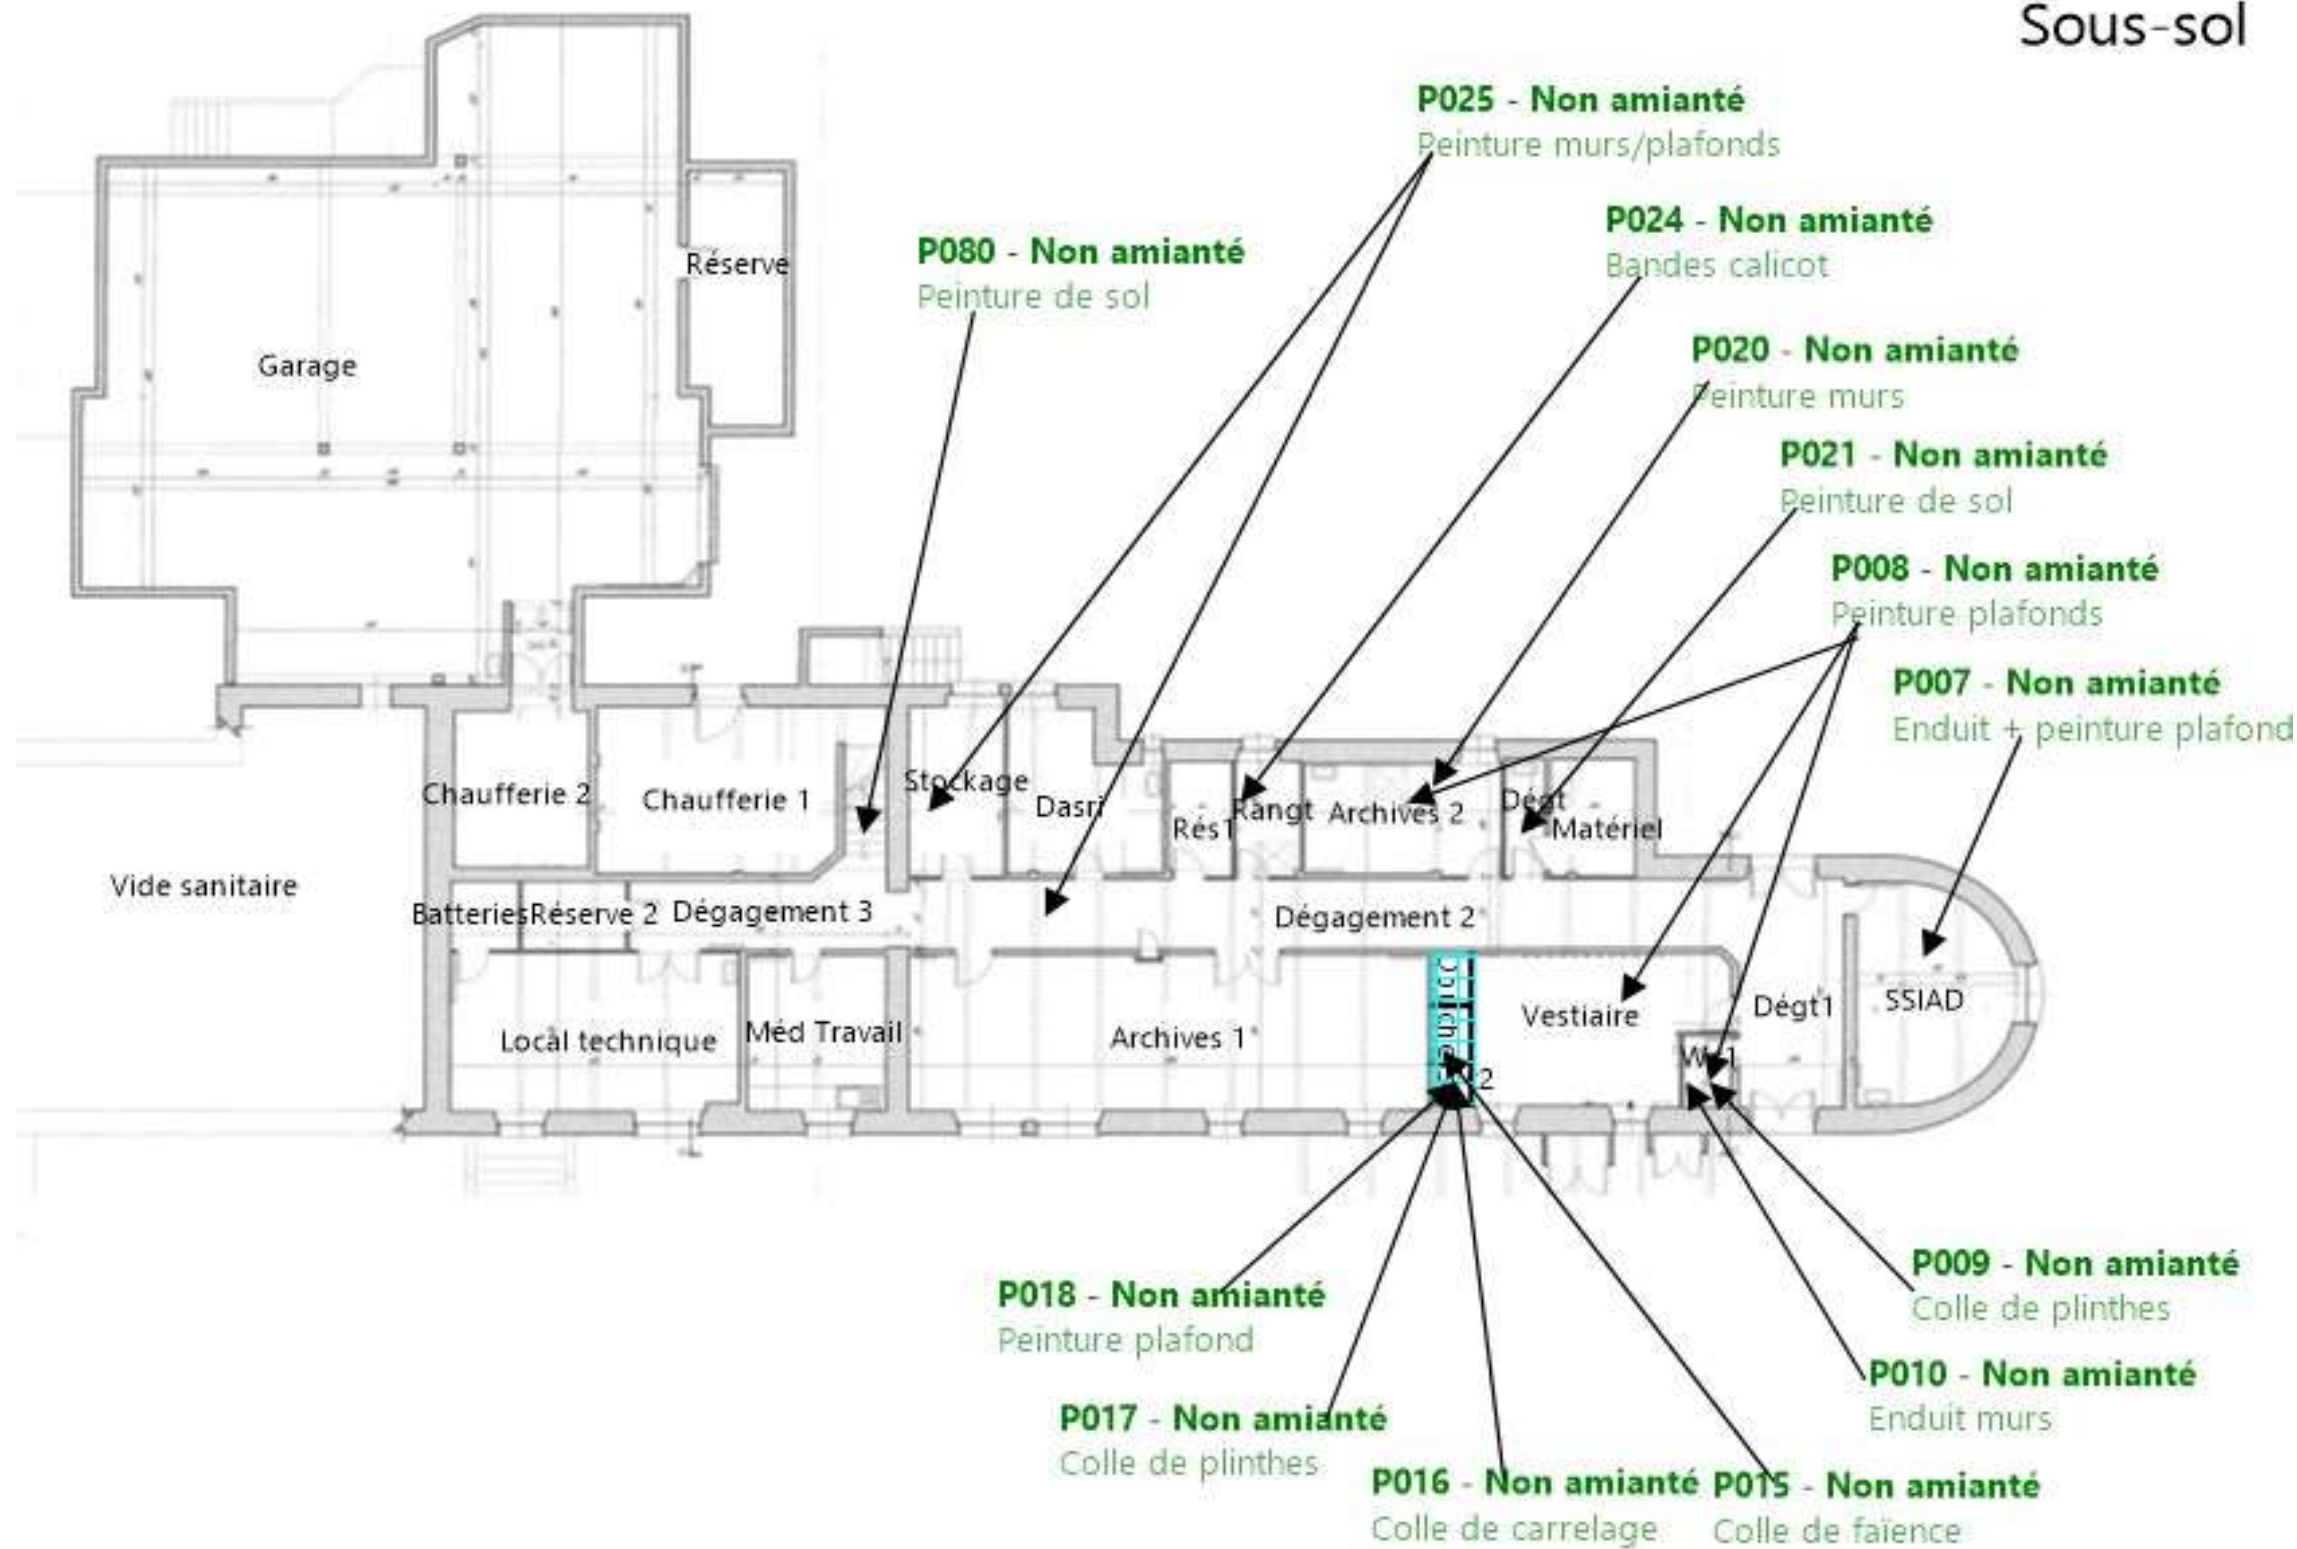 Sous-sol
P025 - Non amianté
Peinture murs/plafonds
P024 - Non amianté
Bandes calicot
P080 - Non amianté
Peinture de sol
Réserve
P020 - Non amianté
Peinture murs
Garage
P021 - Non amianté
Peinture de sol
P008 - Non amianté
Peinture plafonds
P007 - Non amianté
Enduit + peinture plafond
Chaufferie 2
Chaufferie 1
Stockage
Dasri
Rés1
Rangt
Archives 2
Dégt
Matériel
Vide sanitaire
Batteries
Réserve 2
Dégagement 3
Dégagement 2
Local technique
Méd Travail
Archives 1
2
Vestiaire
Dégt1
SSIAD
P018 - Non amianté
Peinture plafond
P009 - Non amianté
Colle de plinthes
P010 - Non amianté
Enduit murs
P017 - Non amianté
Colle de plinthes
P016 - Non amianté
Colle de carrelage
P015 - Non amianté
Colle de faïence